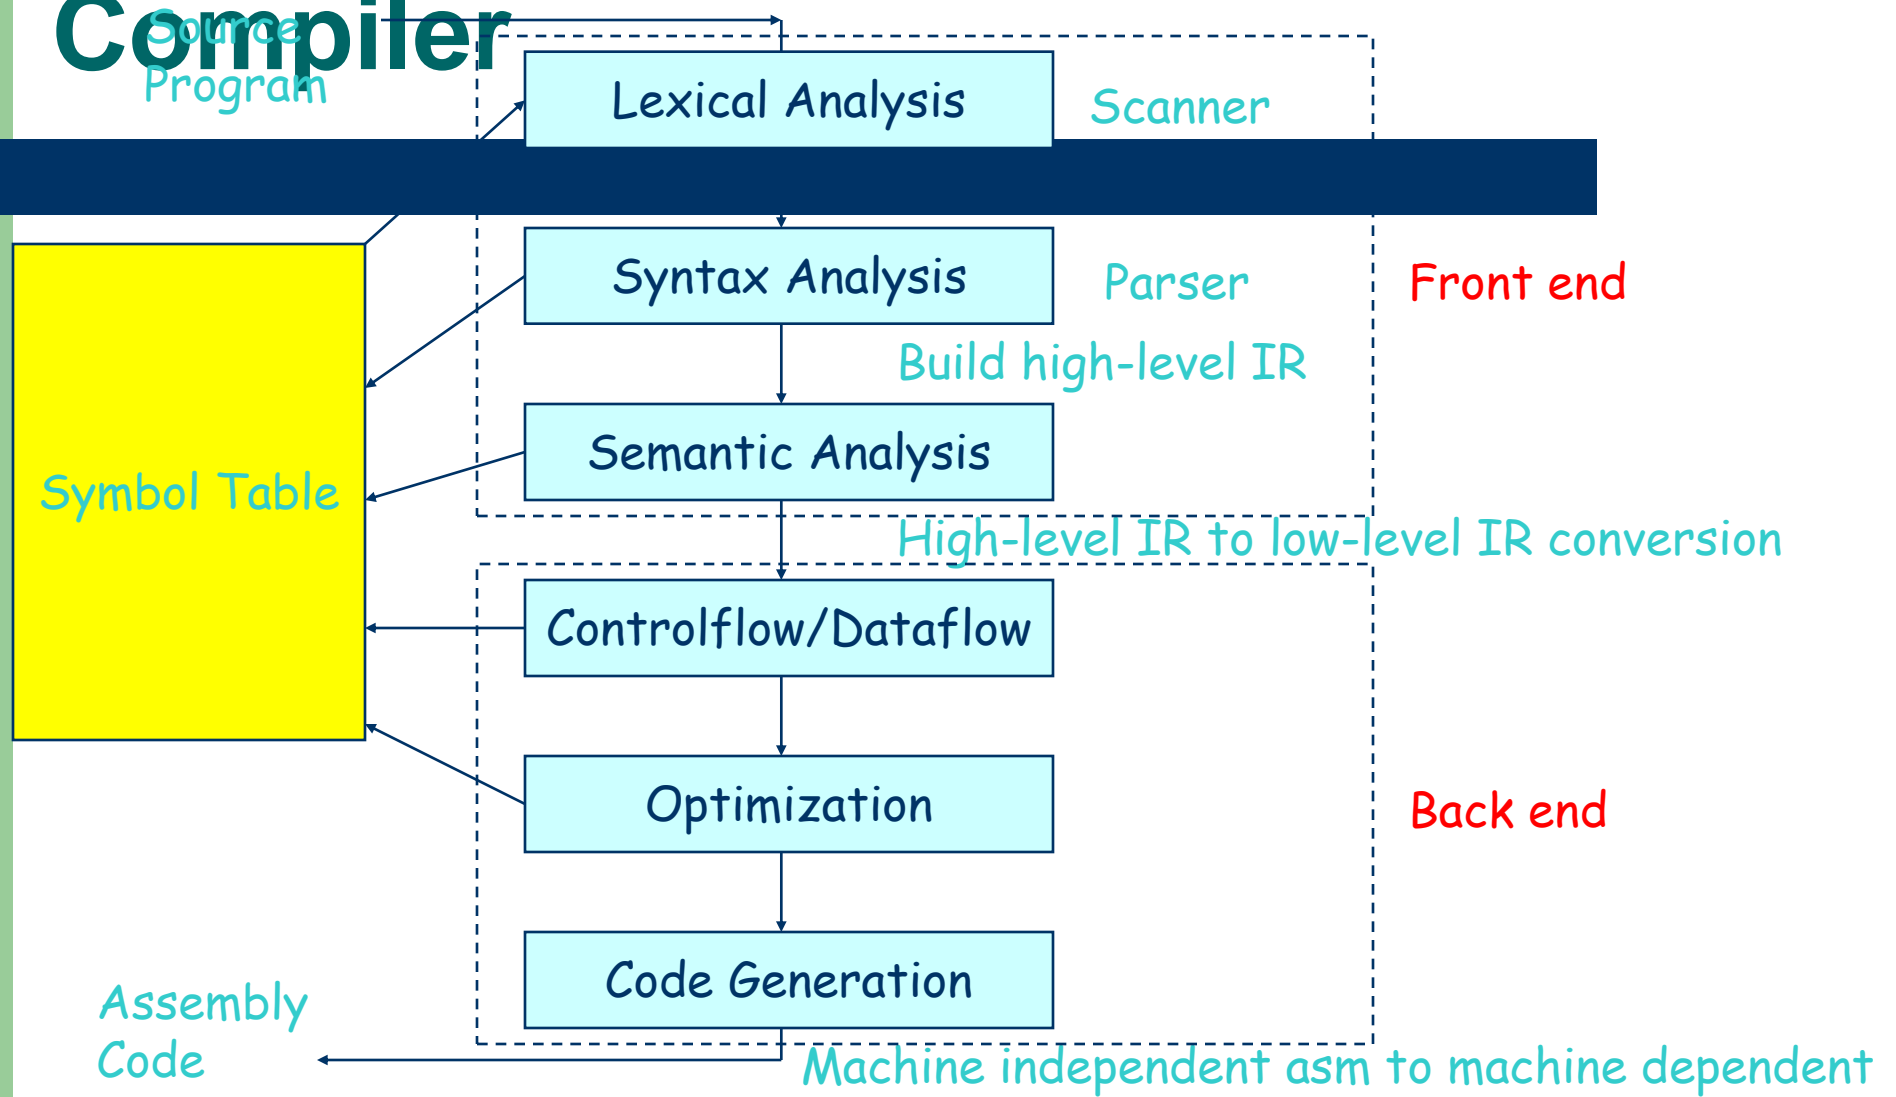 Compiler
Source
Program
Lexical Analysis
Scanner
Syntax Analysis
Parser
Front end
Build high-level IR
Semantic Analysis
Symbol Table
High-level IR to low-level IR conversion
Controlflow/Dataflow
Optimization
Back end
Code Generation
Assembly
Code
Machine independent asm to machine dependent